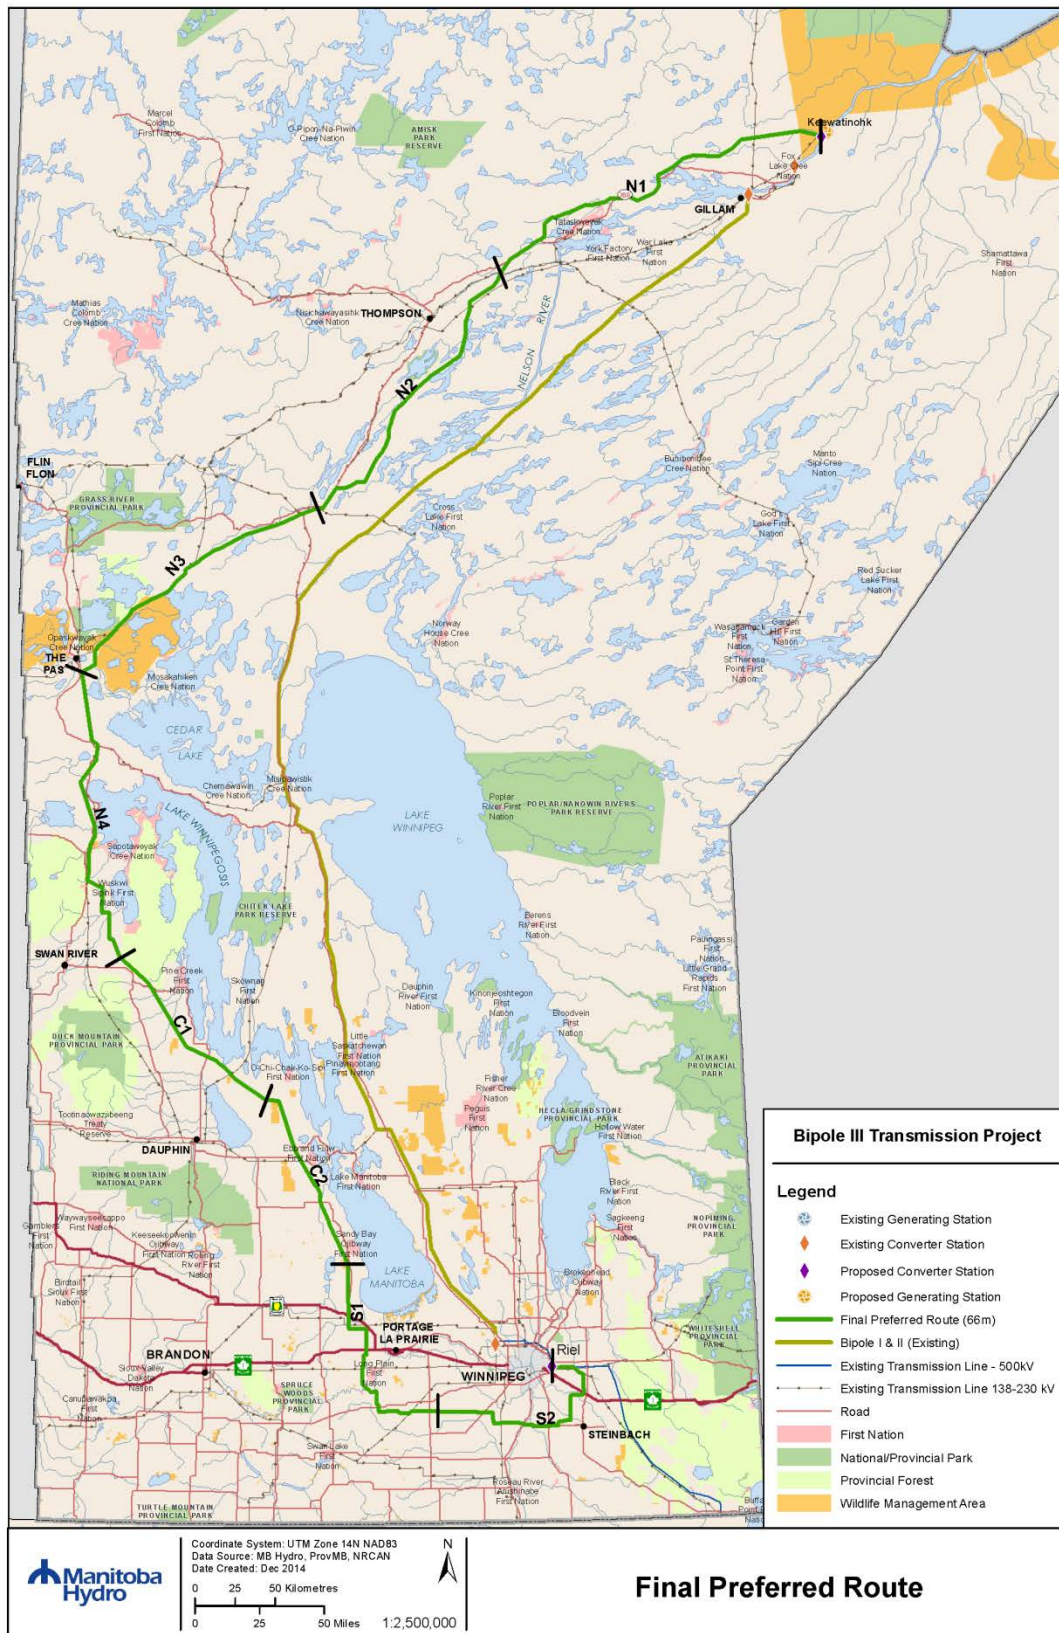 Marcel
Colomb
First Nation
O-Pipon-Na-Piwin
Cree Nation
AMISK
PARK
RESERVE
Keewatinohk
Fox
Lake Cree
Nation
N1
GILLAM
Tataskweyak
Cree Nation
York Factory
First Nation
War Lake
First
Nation
Shamattawa
First
Nation
Mathias
Colomb
Cree Nation
Nisichawayasihk
Cree Nation
THOMPSON
NELSON
RIVER
N2
FLIN
FLON
GRASS RIVER
PROVINCIAL PARK
Bunibonibee
Cree Nation
Manto
Sipi Cree
Nation
Cross
Lake First
Nation
God's
Lake First
Nation
N3
Red Sucker
Lake First
Nation
Norway
House Cree
Nation
Wasagamack
First
Nation
Garden
Hill First
Nation
St Theresa
Point First
Nation
Opaskwayak
Cree Nation
THE
PAS
Mosakahiken
Cree Nation
CEDAR
LAKE
Chemawawin
Cree Nation
Misipawistik
Cree Nation
LAKE
WINNIPEG
Poplar
River First
Nation
POPLAR/NANOWIN RIVERS
PARK RESERVE
N4
LAKE WINNIPEGOSIS
Sapotaweyak
Cree Nation
Wuskwi
Sipihk First
Nation
CHITEK LAKE
PARK RESERVE
Berens
River First
Nation
SWAN RIVER
Pine Creek
First
Nation
Skownan
First
Nation
Pauingassi
First
Nation
Little Grand
Rapids
First Nation
Dauphin
River First
Nation
Kinonjeoshtegon
First
Nation
Bloodvein
First
Nation
C1
DUCK MOUNTAIN
PROVINCIAL PARK
Little
Saskatchewan
First Nation
Pinaymootang
First Nation
O-Chi-Chak-Ko-Sipi
First Nation
ATIKAKI
PROVINCIAL
PARK
Fisher
River Cree
Nation
Peguis
First
Nation
HECLA/GRINDSTONE
PROVINCIAL PARK
Hollow Water
First Nation
Tootinaowaziibeeng
Treaty
Reserve
DAUPHIN
Ebb and Flow
First Nation
C2
Lake Manitoba
First Nation
RIDING MOUNTAIN
NATIONAL PARK
Black
River First
Nation
Sagkeeng
First
Nation
NOPIMING
PROVINCIAL
PARK
Gamblers
First
Nation
Waywayseecappo
First Nation
Keeseekoowenin
Ojibway
First Nation
Rolling
River First
Nation
Sandy Bay
Ojibway
First Nation
LAKE
MANITOBA
Brokenhead
Ojibway
Nation
Birdtail
Sioux First
Nation
S1
PORTAGE
LA PRAIRIE
WHITESHELL
PROVINCIAL
PARK
BRANDON
Sioux Valley
Dakota
Nation
Long Plain
First
Nation
Riel
WINNIPEG
Canupawakpa
First
Nation
SPRUCE
WOODS
PROVINCIAL
PARK
S2
STEINBACH
Swan Lake
First
Nation
Roseau River
Anishinabe
First Nation
TURTLE MOUNTAIN
PROVINCIAL PARK
Bipole III Transmission Project
Legend
Existing Generating Station
Existing Converter Station
Proposed Converter Station
Proposed Generating Station
Final Preferred Route (66m)
Bipole I & II (Existing)
Existing Transmission Line - 500kV
Existing Transmission Line 138-230 kV
Road
First Nation
National/Provincial Park
Provincial Forest
Wildlife Management Area
Manitoba
Hydro
Coordinate System: UTM Zone 14N NAD83
Data Source: MB Hydro, ProvMB, NRCAN
Date Created: Dec 2014
N
0 25 50 Kilometres
0 25 50 Miles
1:2,500,000
Final Preferred Route